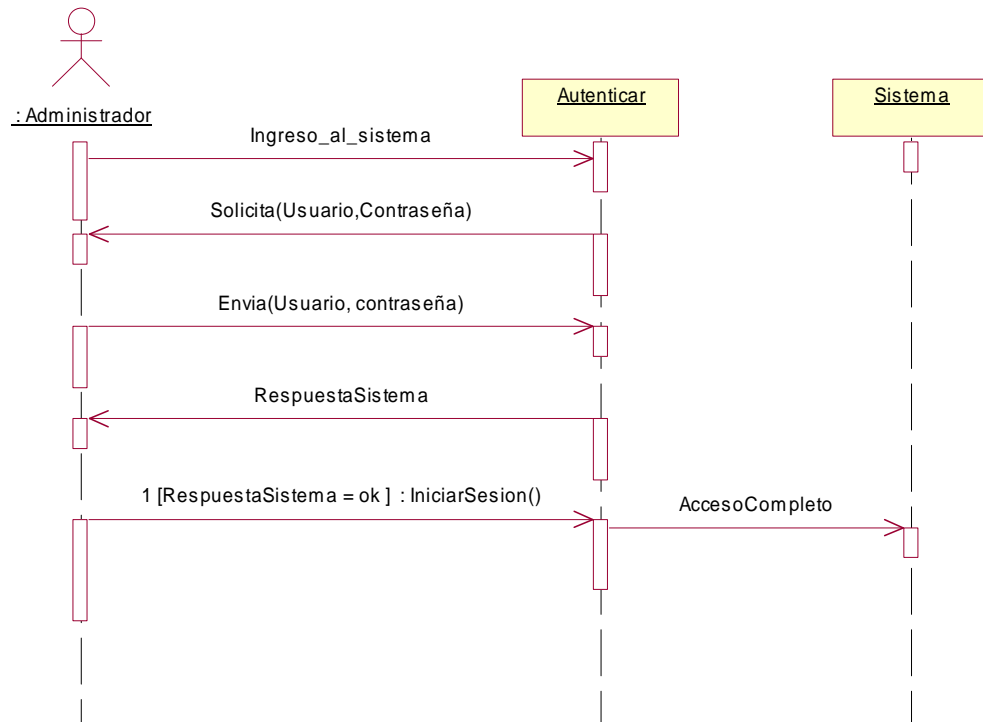 : Administrador
Autenticar
Sistema
Ingreso_al_sistema
Solicita(Usuario,Contraseña)
Envia(Usuario, contraseña)
RespuestaSistema
1 [RespuestaSistema = ok ] : IniciarSesion()
AccesoCompleto